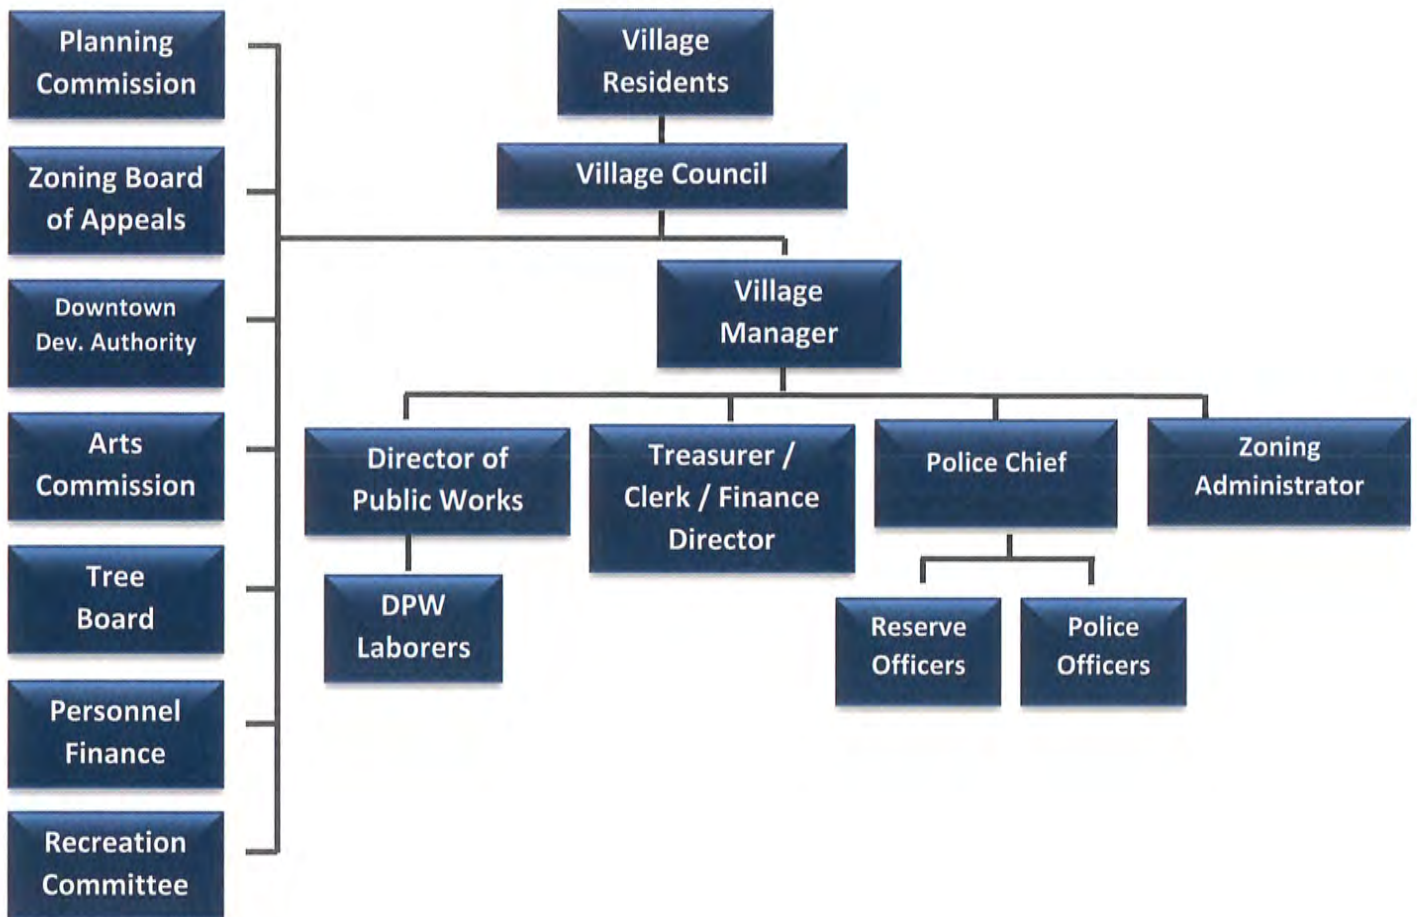 Planning
Commission
Zoning Board
of Appeals
Downtown
Dev. Authority
Arts
Commission
Tree
Board
Personnel
Finance
Recreation
Committee
Village
Residents
Village Council
Village
Manager
Director of
Public Works
Treasurer /
Clerk / Finance
Director
Police Chief
Zoning
Administrator
DPW
Laborers
Reserve
Officers
Police
Officers